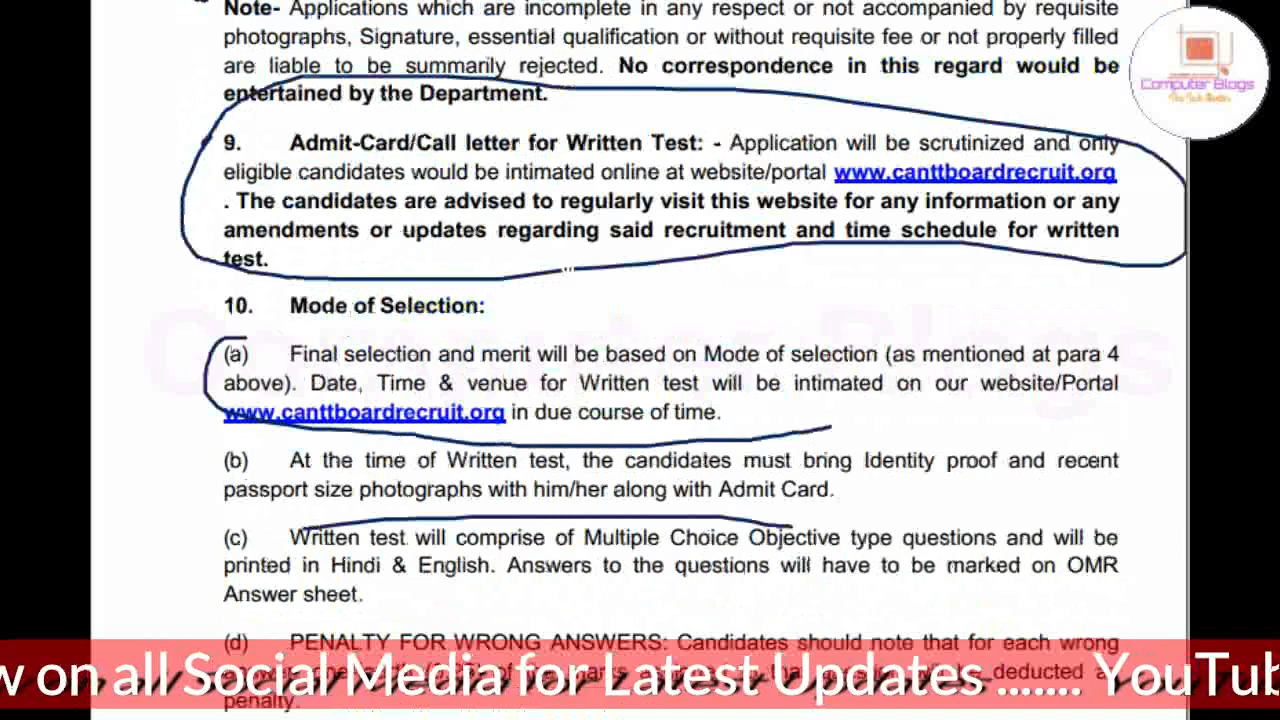 Note- Applications which are incomplete in any respect or not accompanied by requisite
photographs, Signature, essential qualification or without requisite fee or not properly filled
are liable to be summarily rejected. No correspondence in this regard would be
entertained by the Department.
Computer Blogs
9. Admit-Card/Call letter for Written Test: - Application will be scrutinized and only
eligible candidates would be intimated online at website/portal www.canttboardrecruit.org
. The candidates are advised to regularly visit this website for any information or any
amendments or updates regarding said recruitment and time schedule for written
test.
10. Mode of Selection:
(a) Final selection and merit will be based on Mode of selection (as mentioned at para 4
above). Date, Time & venue for Written test will be intimated on our website/Portal
www.canttboardrecruit.org in due course of time.
Computer Blogs
(b) At the time of Written test, the candidates must bring Identity proof and recent
passport size photographs with him/her along with Admit Card.
(c) Written test will comprise of Multiple Choice Objective type questions and will be
printed in Hindi & English. Answers to the questions will have to be marked on OMR
Answer sheet.
(d) PENALTY FOR WRONG ANSWERS: Candidates should note that for each wrong
deducted
penalty.
w on all Social Media for Latest Updates ....... YouTub